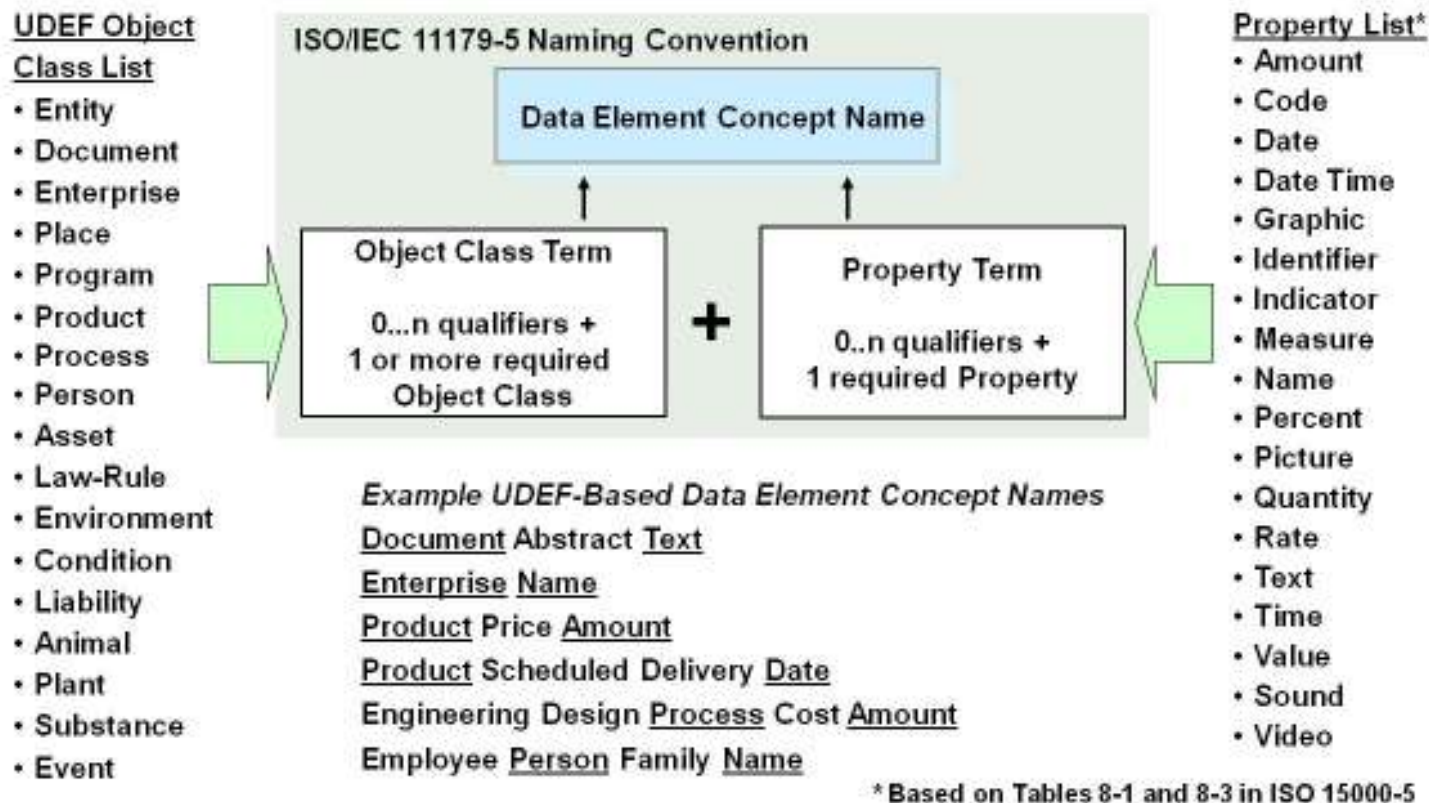 UDEF Object
Class List
• Entity
• Document
• Enterprise
• Place
• Program
• Product
• Process
• Person
• Asset
• Law-Rule
• Environment
• Condition
• Liability
• Animal
• Plant
• Substance
• Event
ISO/IEC 11179-5 Naming Convention
Data Element Concept Name
Object Class Term
0...n qualifiers +
1 or more required
Object Class
+
Property Term
0..n qualifiers +
1 required Property
Example UDEF-Based Data Element Concept Names
Document Abstract Text
Enterprise Name
Product Price Amount
Product Scheduled Delivery Date
Engineering Design Process Cost Amount
Employee Person Family Name
Property List*
• Amount
• Code
• Date
• Date Time
• Graphic
• Identifier
• Indicator
• Measure
• Name
• Percent
• Picture
• Quantity
• Rate
• Text
• Time
• Value
• Sound
• Video
* Based on Tables 8-1 and 8-3 in ISO 15000-5